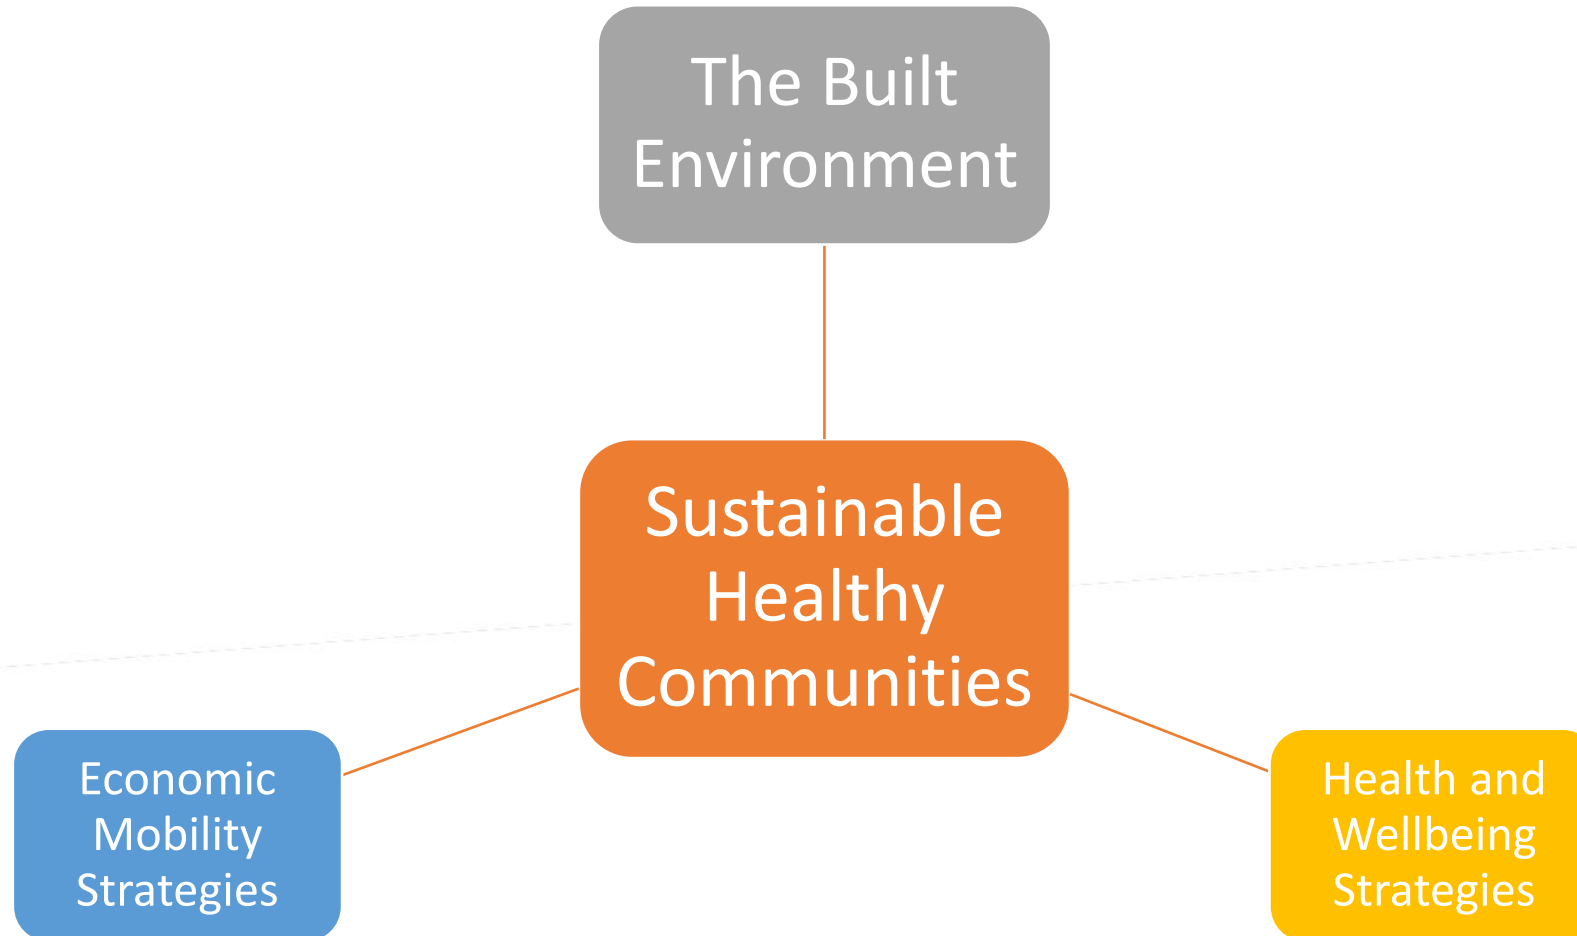 The Built
Environment
Sustainable
Healthy
Communities
Economic
Mobility
Strategies
Health and
Wellbeing
Strategies